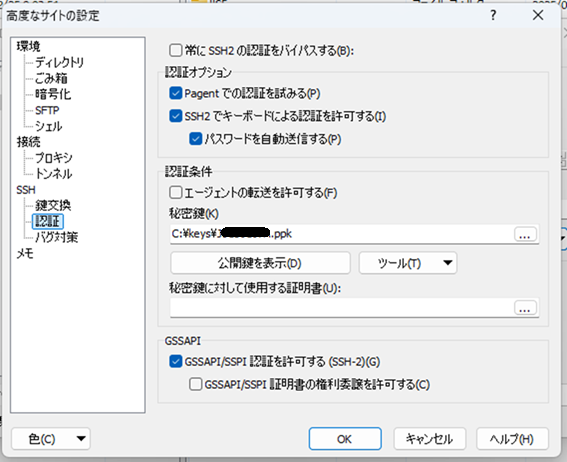 高度なサイトの設定
環境
ディレクトリ
ごみ箱
暗号化
SFTP
シェル
接続
プロキシ
トンネル
SSH
鍵交換
認証
バグ対策
メモ
常に SSH2 の認証をバイパスする(B):
認証オプション
Pagent での認証を試みる(P)
SSH2 でキーボードによる認証を許可する(I)
パスワードを自動送信する(P)
認証条件
エージェントの転送を許可する(F)
秘密鍵(K)
C:¥keys¥ .ppk
...
公開鍵を表示(D)
ツール(T)
秘密鍵に対して使用する証明書(U):
...
GSSAPI
GSSAPI/SSPI 認証を許可する (SSH-2)(G)
GSSAPI/SSPI 証明書の権利委譲を許可する(C)
色(C)
OK
キャンセル
ヘルプ(H)